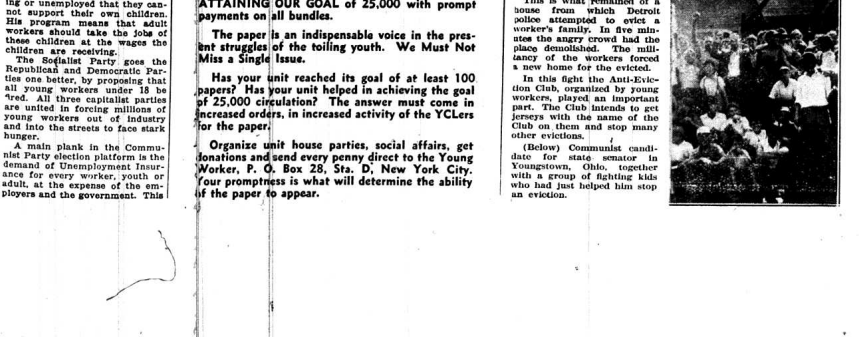 ing or unemployed that they can-
not support their own children.
His program means that adult
workers should take the jobs of
these children at the wages the
children are receiving.
The Socialist Party goes the
Republican and Democratic Par-
ties one better, by proposing that
all young workers under 18 be
fired. All three capitalist parties
are united in forcing millions of
young workers out of industry
and into the streets to face stark
hunger.
A main plank in the Commu-
nist Party election platform is the
demand of Unemployment Insur-
ance for every worker, youth or
adult, at the expense of the em-
ployers and the government. This
ATTAINING OUR GOAL of 25,000 with prompt
payments on all bundles.
The paper is an indispensable voice in the pres-
ent struggles of the toiling youth. We Must Not
Miss a Single Issue.
Has your unit reached its goal of at least 100
papers? Has your unit helped in achieving the goal
of 25,000 circulation? The answer must come in
increased orders, in increased activity of the YCLers
for the paper.
Organize unit house parties, social affairs, get
donations and send every penny direct to the Young
Worker, P. O. Box 28, Sta. D, New York City.
Your promptness is what will determine the ability
of the paper to appear.
This is what remained of a
house from which Detroit
police attempted to evict a
worker's family. In five min-
utes the angry crowd had the
place demolished. The mili-
tancy of the workers forced
a new home for the evicted.
In this fight the Anti-Evic-
tion Club, organized by young
workers, played an important
part. The Club intends to get
jerseys with the name of the
Club on them and stop many
other evictions.
(Below) Communist candi-
date for state senator in
Youngstown, Ohio, together
with a group of fighting kids
who had just helped him stop
an eviction.